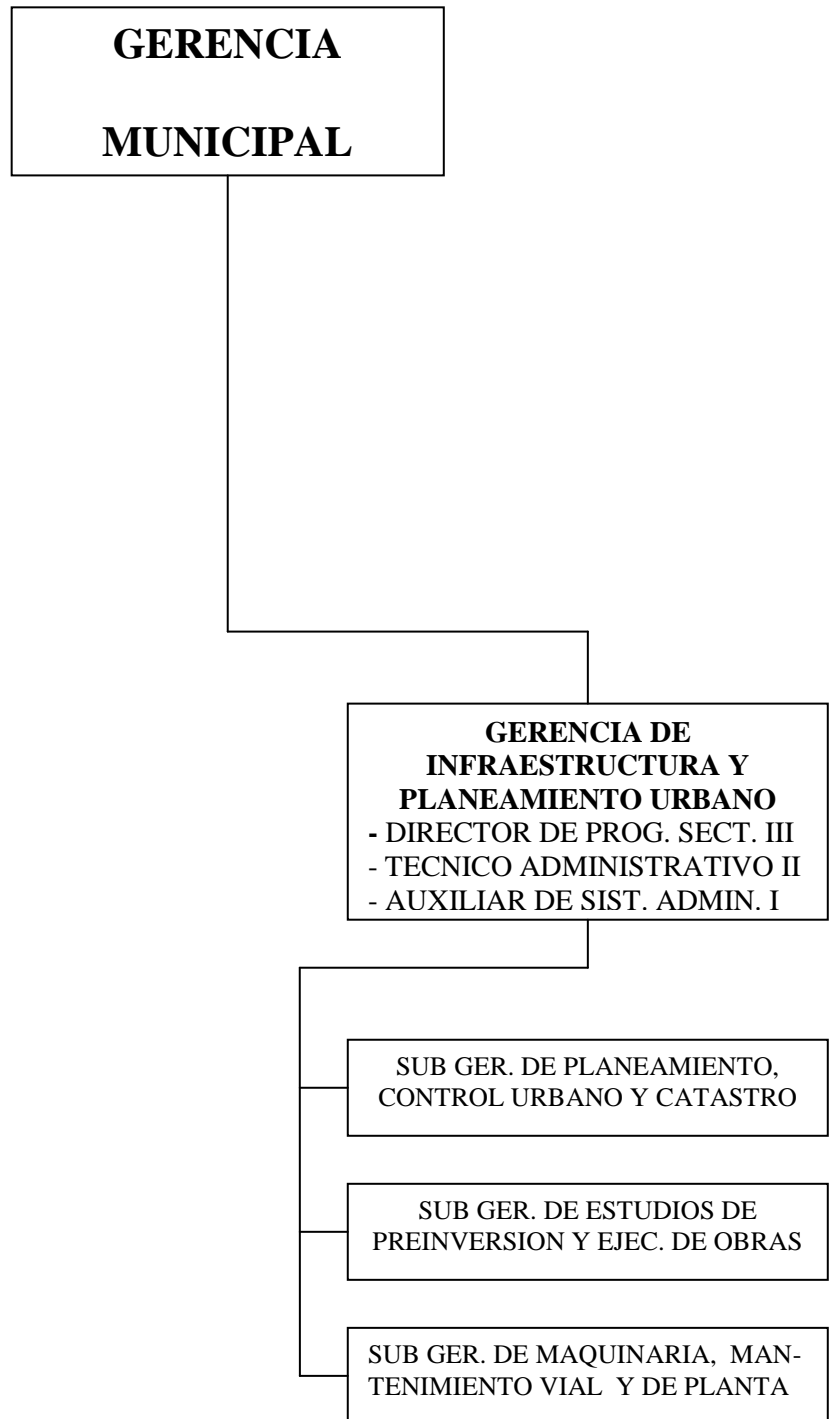 GERENCIA
MUNICIPAL
GERENCIA DE
INFRAESTRUCTURA Y
PLANEAMIENTO URBANO
- DIRECTOR DE PROG. SECT. III
- TECNICO ADMINISTRATIVO II
- AUXILIAR DE SIST. ADMIN. I
SUB GER. DE PLANEAMIENTO,
CONTROL URBANO Y CATASTRO
SUB GER. DE ESTUDIOS DE
PREINVERSION Y EJEC. DE OBRAS
SUB GER. DE MAQUINARIA, MAN-
TENIMIENTO VIAL Y DE PLANTA